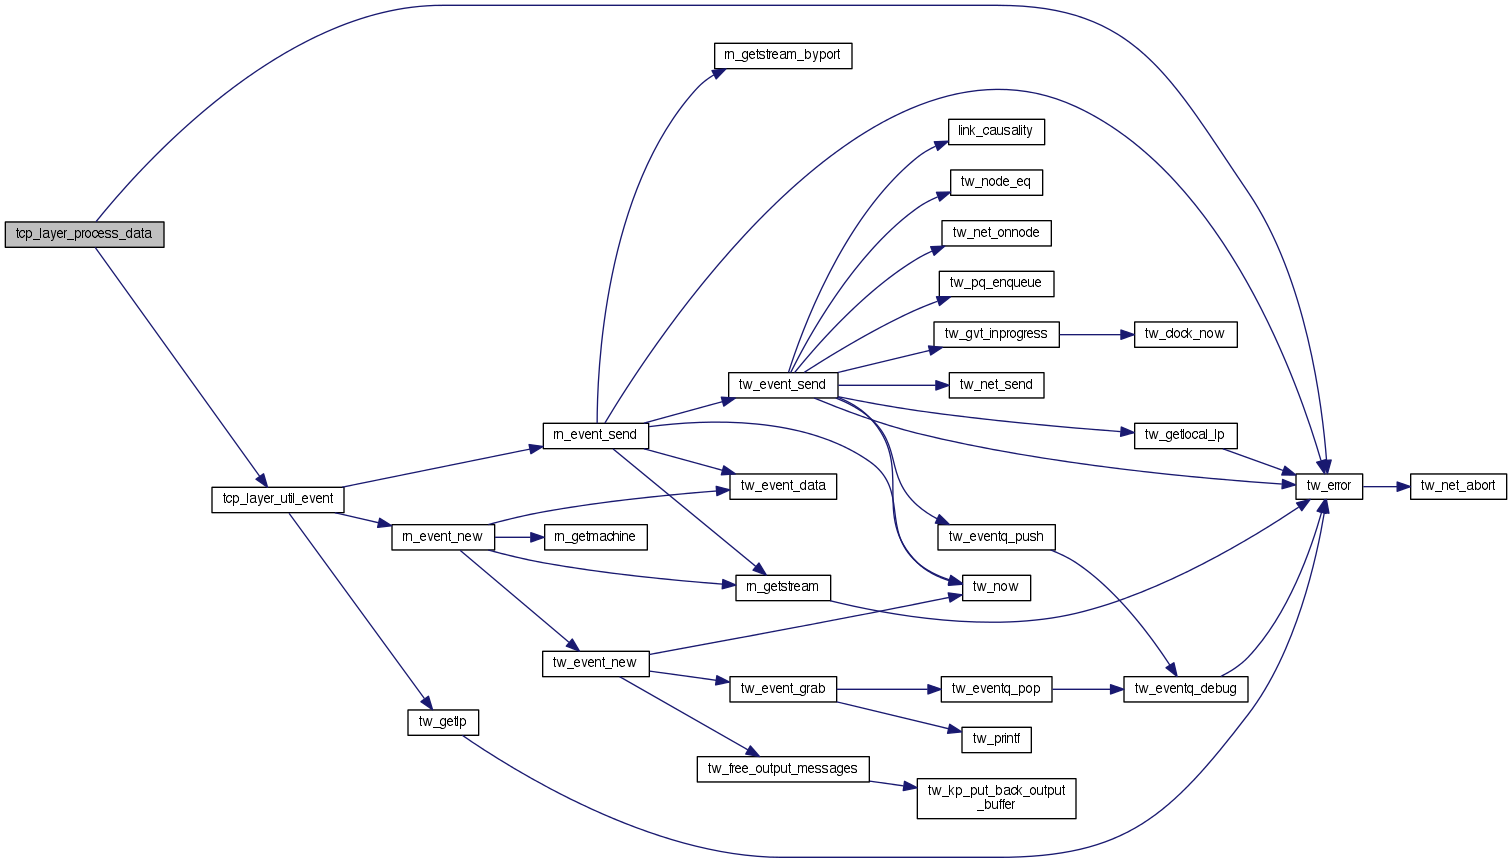 rn_getstream_byport
link_causality
tw_node_eq
tcp_layer_process_data
tw_net_onnode
tw_pq_enqueue
tw_gvt_inprogress
tw_clock_now
tw_event_send
tw_net_send
rn_event_send
tw_getlocal_lp
tw_event_data
tw_error
tw_net_abort
tcp_layer_util_event
rn_event_new
rn_getmachine
tw_eventq_push
rn_getstream
tw_now
tw_event_new
tw_event_grab
tw_eventq_pop
tw_eventq_debug
tw_getlp
tw_printf
tw_free_output_messages
tw_kp_put_back_output
_buffer